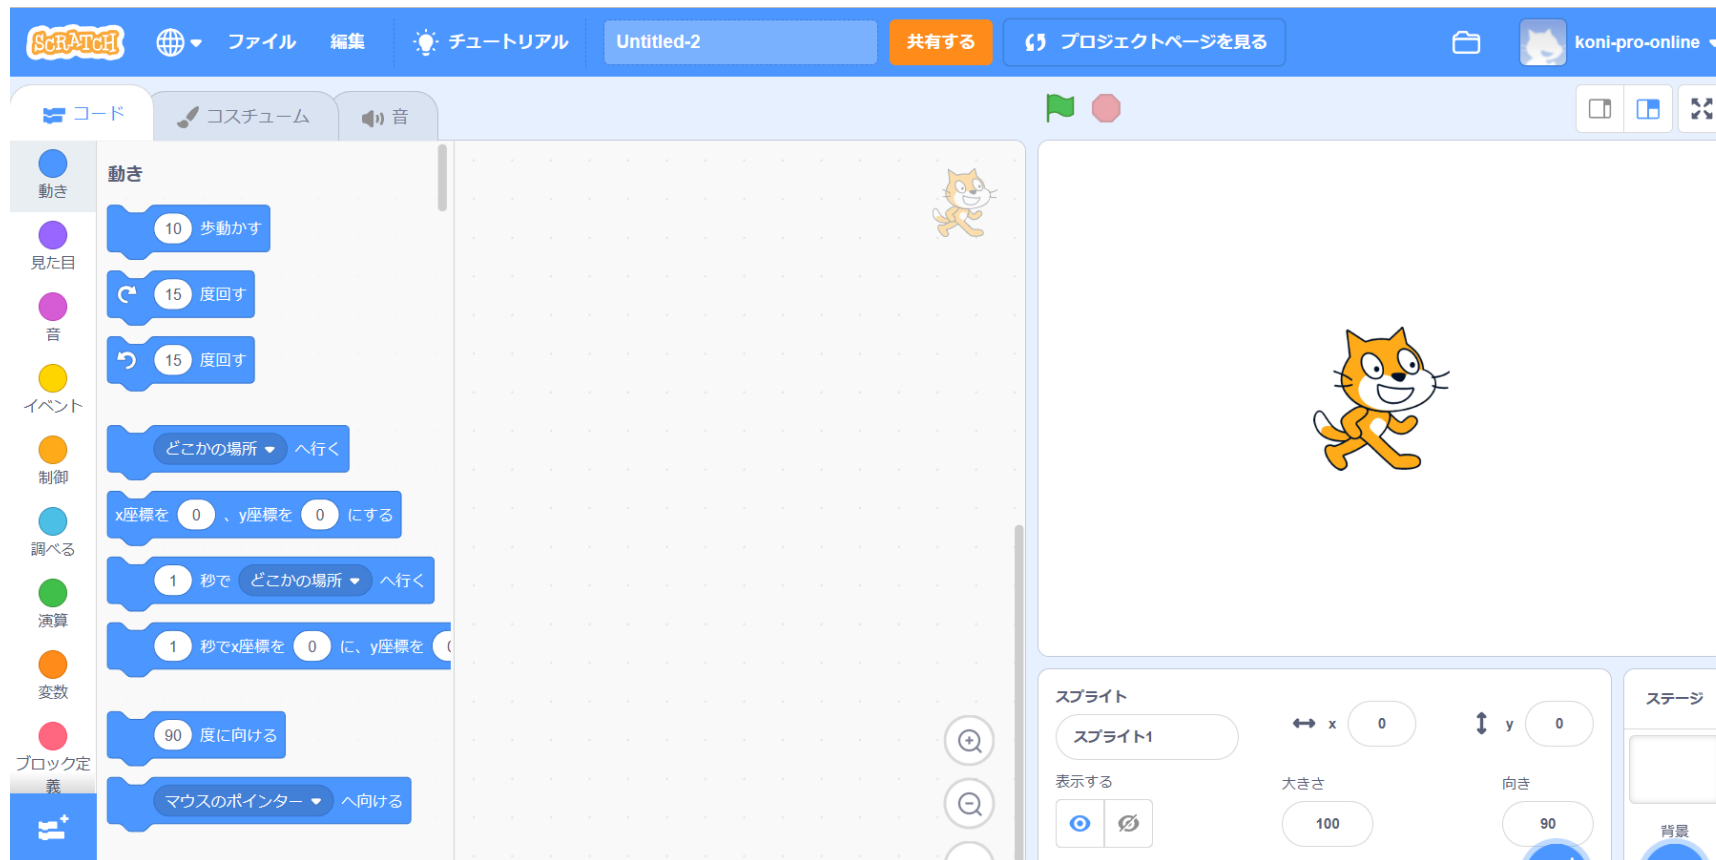 SCRATCH
ファイル
編集
チュートリアル
Untitled-2
共有する
プロジェクトページを見る
koni-pro-online
コード
コスチューム
音
動き
見た目
音
イベント
制御
調べる
演算
変数
ブロック定
義
動き
10 歩動かす
15 度回す
15 度回す
どこかの場所 へ行く
x座標を 0 、y座標を 0 にする
1 秒で どこかの場所 へ行く
1 秒でx座標を 0 に、y座標を
90 度に向ける
マウスのポインター へ向ける
スプライト
スプライト1
x 0
y 0
表示する
大きさ
100
向き
90
ステージ
背景